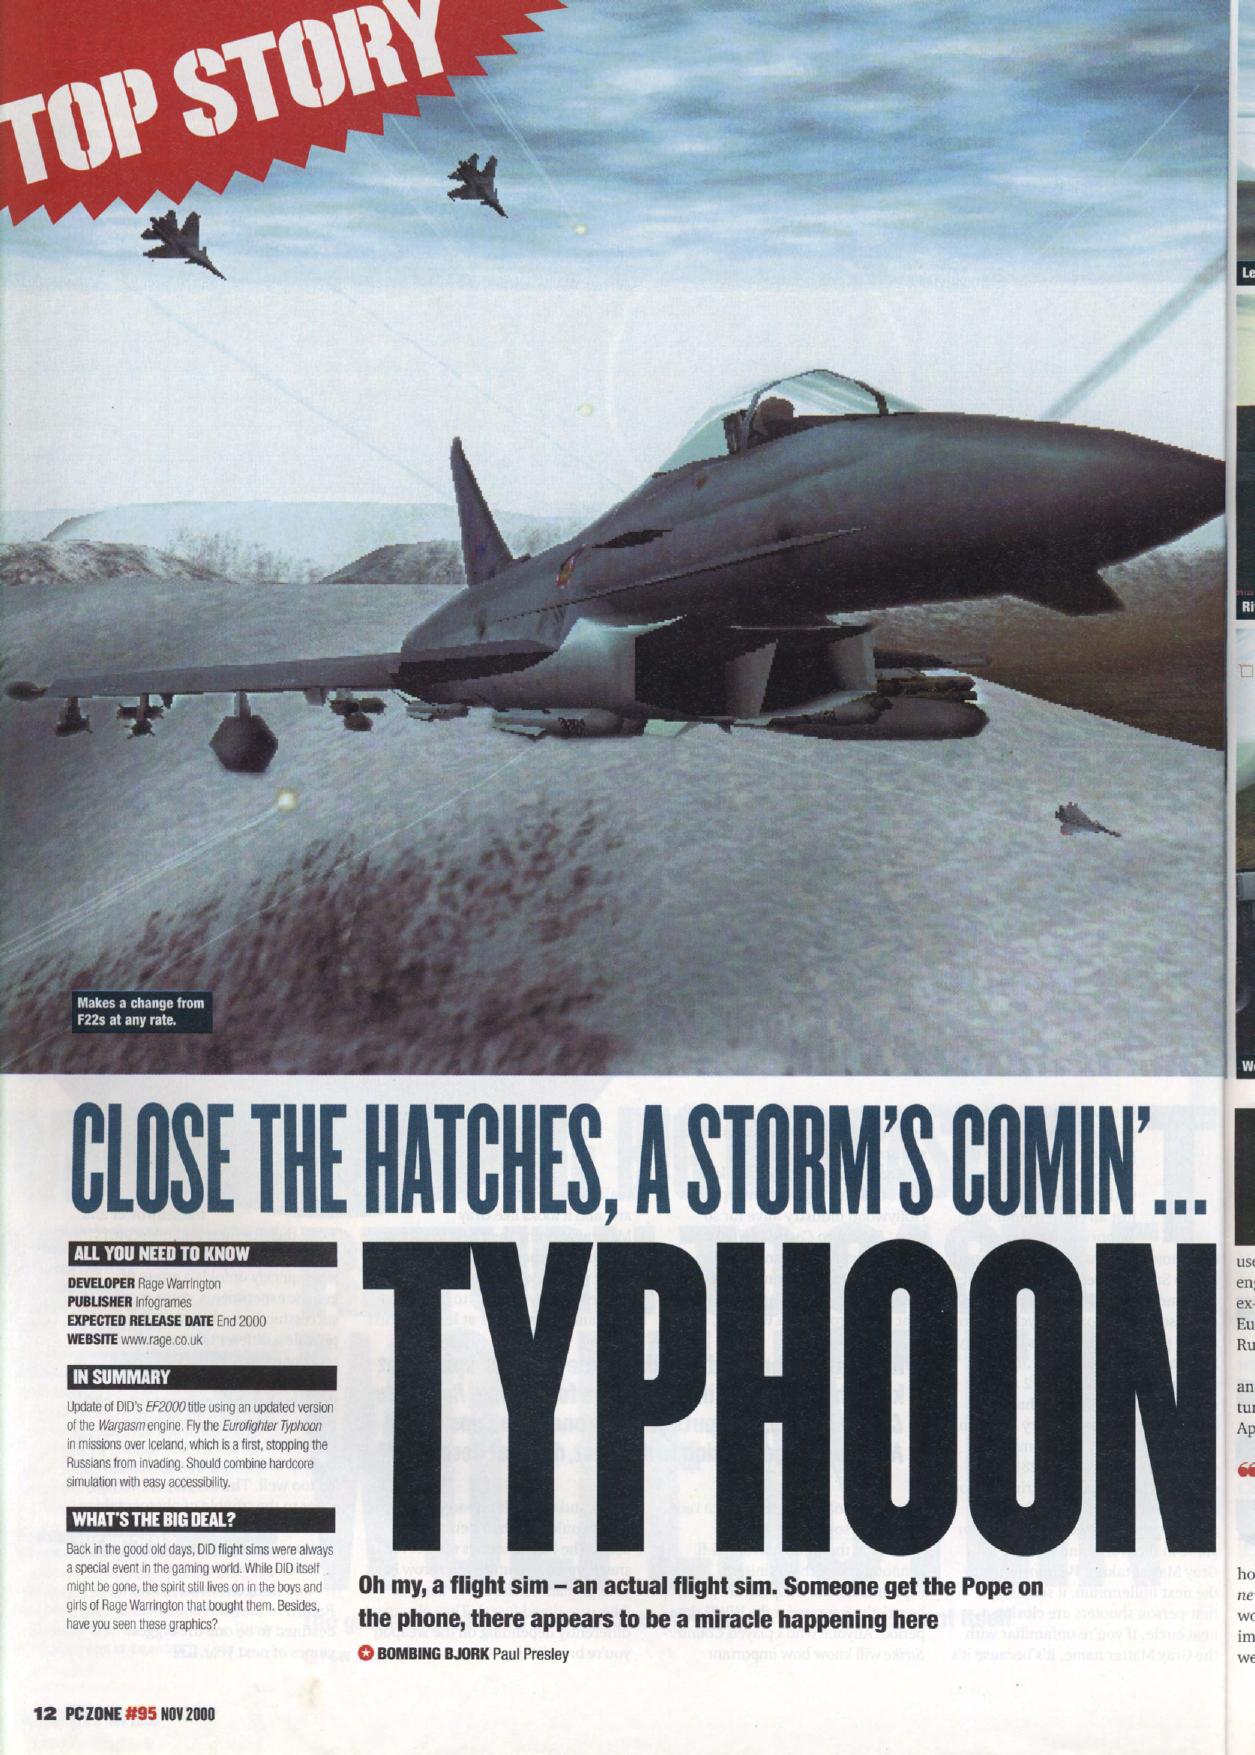 TOP STORY
Makes a change from
F22s at any rate.
CLOSE THE HATCHES, A STORM'S COMIN'...
ALL YOU NEED TO KNOW
DEVELOPER Rage Warrington
PUBLISHER Infogrames
EXPECTED RELEASE DATE End 2000
WEBSITE www.rage.co.uk
IN SUMMARY
Update of DID's EF2000 title using an updated version
of the Wargasm engine. Fly the Eurofighter Typhoon
in missions over Iceland, which is a first, stopping the
Russians from invading. Should combine hardcore
simulation with easy accessibility.
WHAT'S THE BIG DEAL?
Back in the good old days, DID flight sims were always
a special event in the gaming world. While DID itself
might be gone, the spirit still lives on in the boys and
girls of Rage Warrington that bought them. Besides,
have you seen these graphics?
TYPHOON
Oh my, a flight sim – an actual flight sim. Someone get the Pope on
the phone, there appears to be a miracle happening here
BOMBING BJORK Paul Presley
12 PCZONE #95 NOV 2000